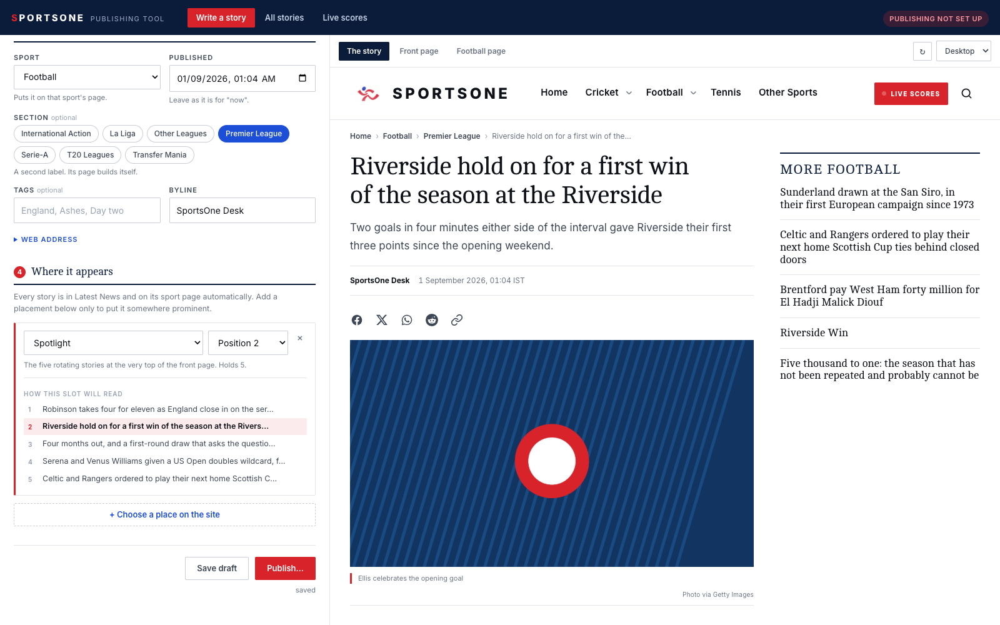 SPORTSONE PUBLISHING TOOL
Write a story
All stories
Live scores
PUBLISHING NOT SET UP
SPORT
Football
Puts it on that sport's page.
PUBLISHED
01/09/2026, 01:04 AM
Leave as it is for "now".
SECTION optional
International Action
La Liga
Other Leagues
Premier League
Serie-A
T20 Leagues
Transfer Mania
A second label. Its page builds itself.
TAGS optional
England, Ashes, Day two
BYLINE
SportsOne Desk
WEB ADDRESS
4 Where it appears
Every story is in Latest News and on its sport page automatically. Add a
placement below only to put it somewhere prominent.
Spotlight
Position 2
×
The five rotating stories at the very top of the front page. Holds 5.
HOW THIS SLOT WILL READ
1 Robinson takes four for eleven as England close in on the ser...
2 Riverside hold on for a first win of the season at the Rivers...
3 Four months out, and a first-round draw that asks the questio...
4 Serena and Venus Williams given a US Open doubles wildcard, f...
5 Celtic and Rangers ordered to play their next home Scottish C...
+ Choose a place on the site
Save draft
Publish...
saved
The story
Front page
Football page
↻
Desktop
SPORTSONE
Home
Cricket
Football
Tennis
Other Sports
LIVE SCORES
Home › Football › Premier League › Riverside hold on for a first win of the...
Riverside hold on for a first win
of the season at the Riverside
Two goals in four minutes either side of the interval gave Riverside their first
three points since the opening weekend.
SportsOne Desk 1 September 2026, 01:04 IST
Ellis celebrates the opening goal
Photo via Getty Images
MORE FOOTBALL
Sunderland drawn at the San Siro, in
their first European campaign since 1973
Celtic and Rangers ordered to play their
next home Scottish Cup ties behind closed
doors
Brentford pay West Ham forty million for
El Hadji Malick Diouf
Riverside Win
Five thousand to one: the season that has
not been repeated and probably cannot be